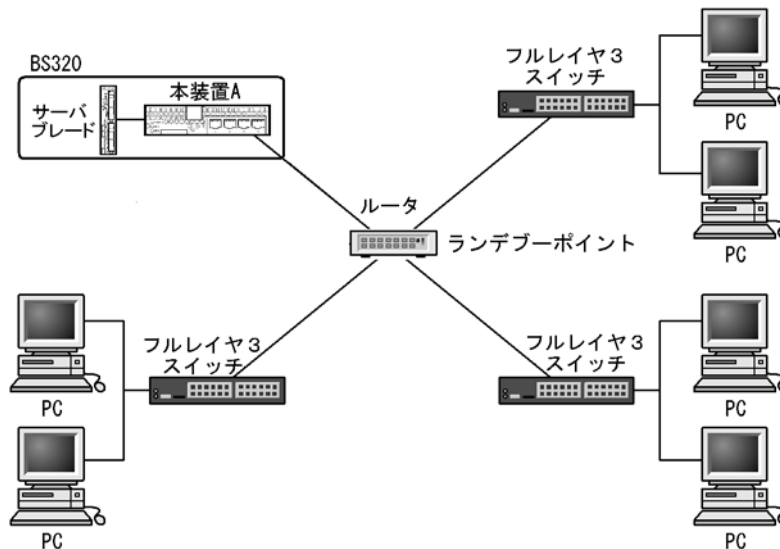 BS320
本装置A
サーバ
ブレード
フルレイヤ3
スイッチ
PC
PC
ルータ
ランデブーポイント
フルレイヤ3
スイッチ
PC
PC
フルレイヤ3
スイッチ
PC
PC